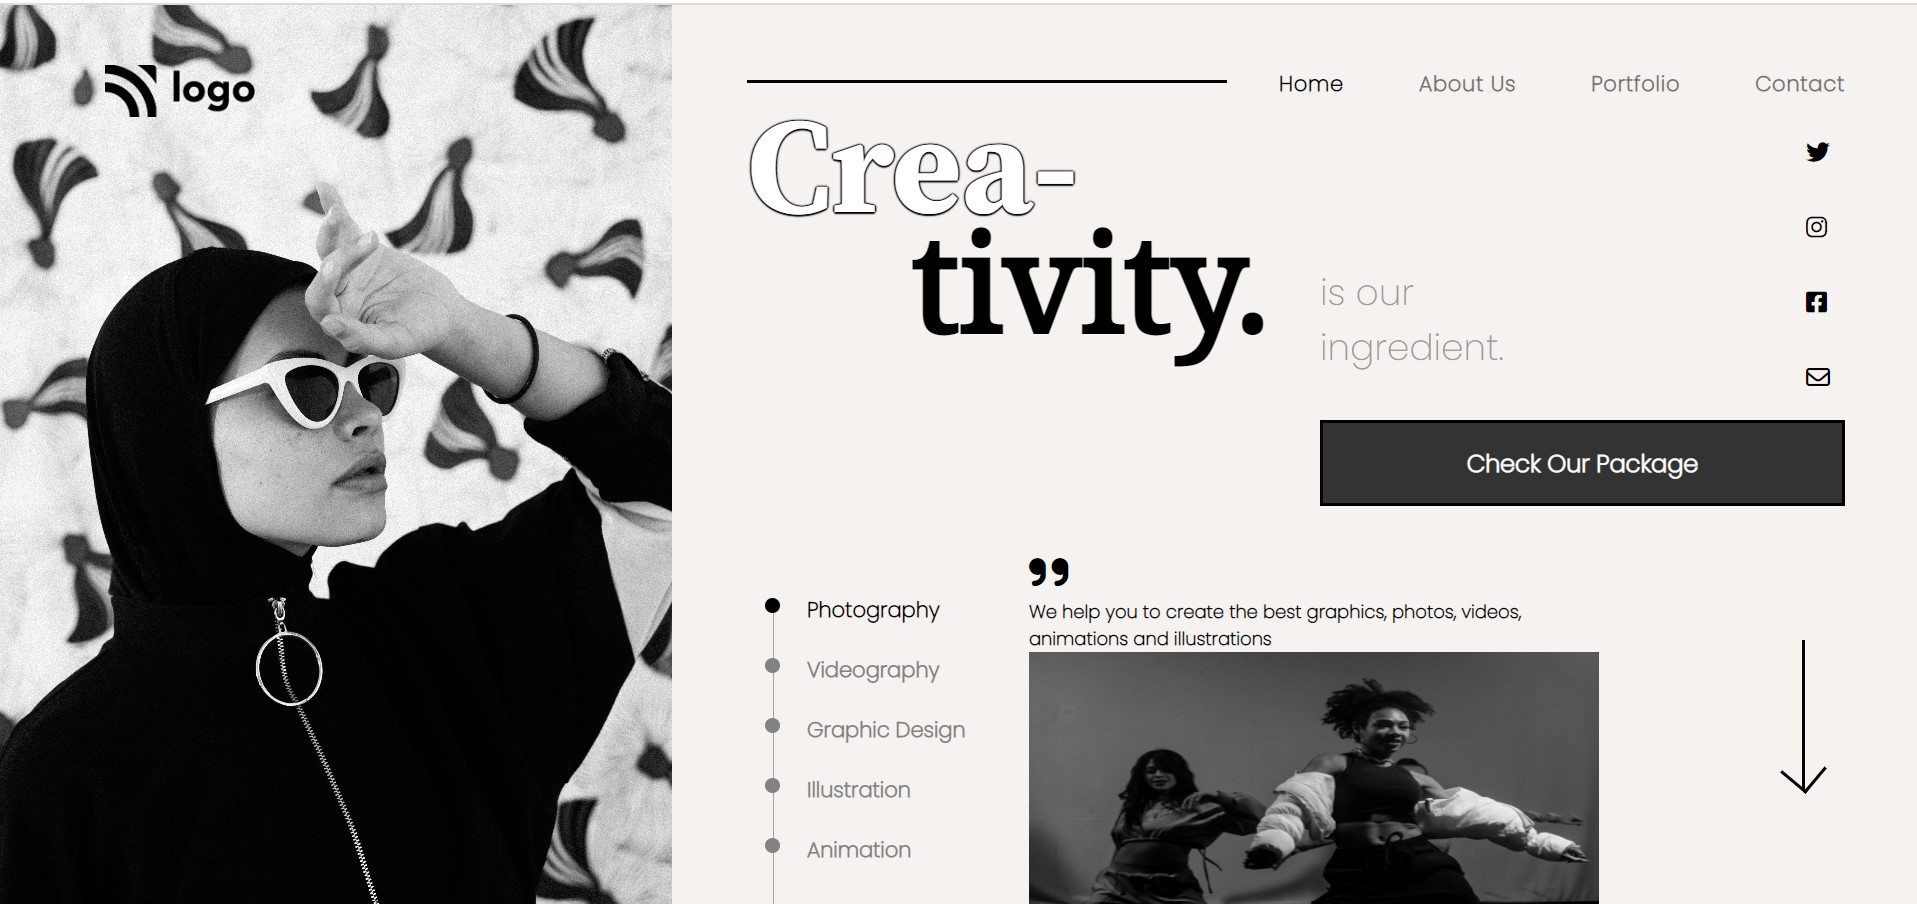 logo
Home About Us Portfolio Contact
Crea-
tivity.
is our
ingredient.
Check Our Package
Photography
Videography
Graphic Design
Illustration
Animation
We help you to create the best graphics, photos, videos,
animations and illustrations